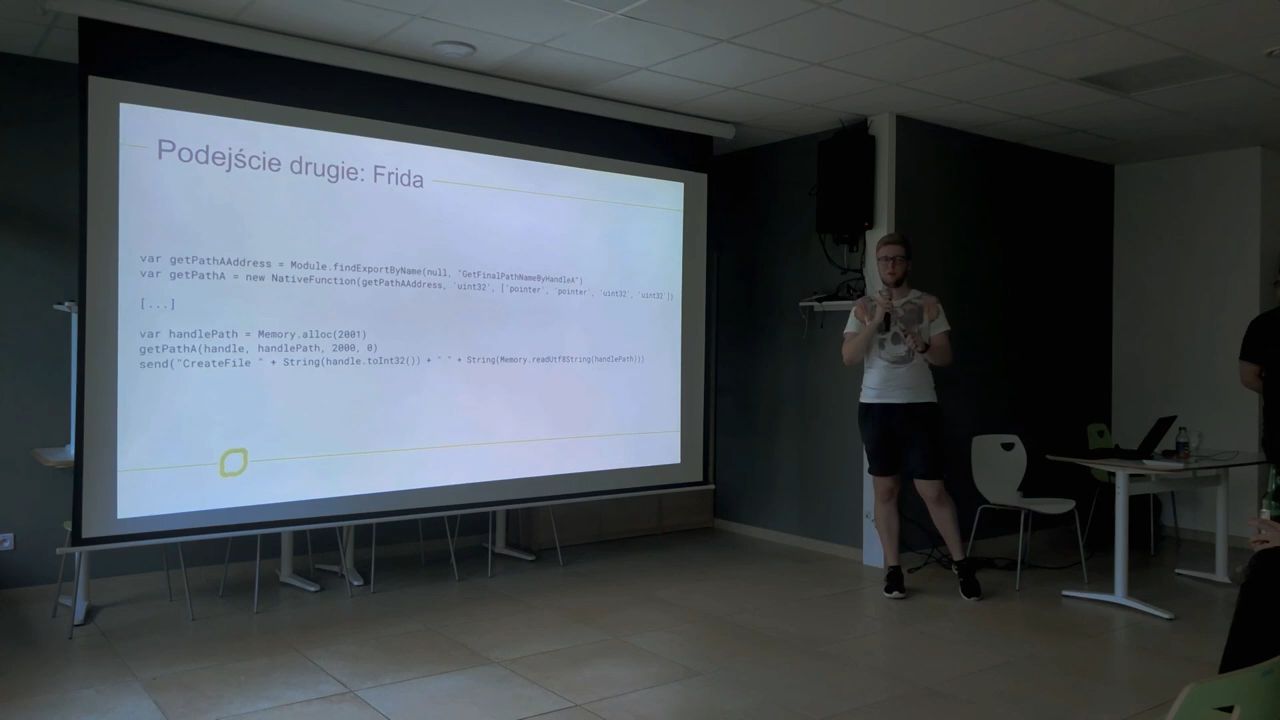 Podejście drugie: Frida
var getPathAAddress = Module.findExportByName(null, "GetFinalPathNameByHandleA")
var getPathA = new NativeFunction(getPathAAddress, 'uint32', ['pointer', 'pointer', 'uint32', 'uint32'])
[...]
var handlePath = Memory.alloc(2001)
getPathA(handle, handlePath, 2000, 0)
send("CreateFile " + String(handle.toInt32()) + " " + String(Memory.readUtf8String(handlePath)))